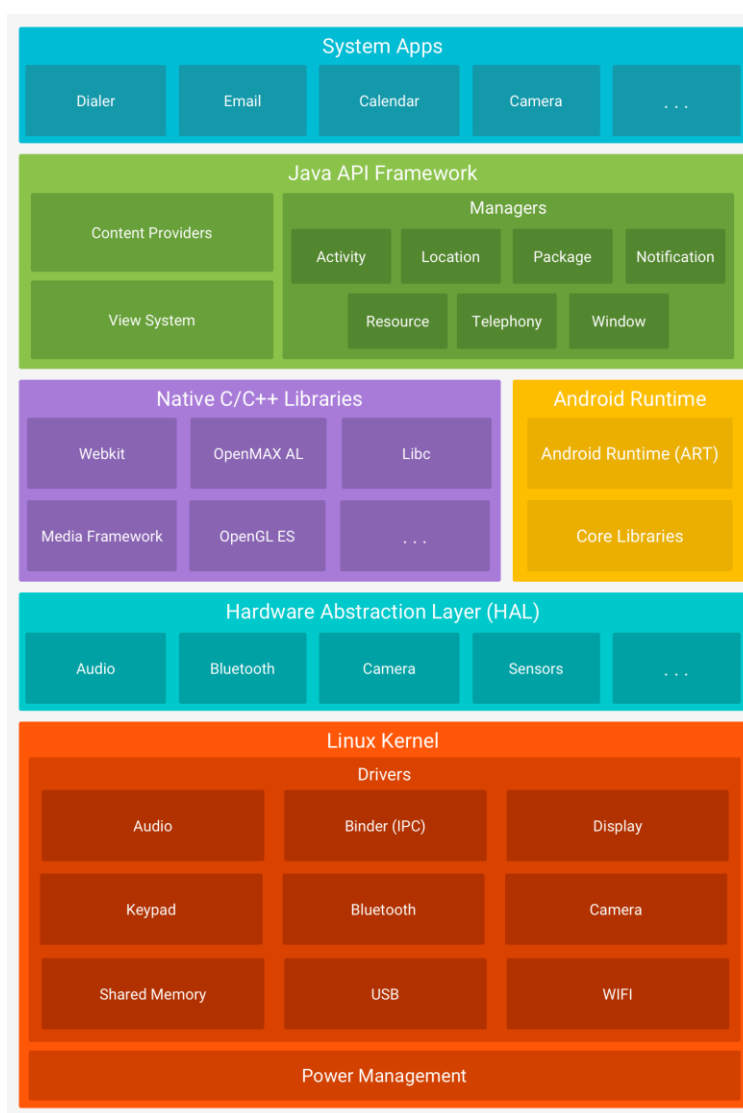 System Apps
Dialer
Email
Calendar
Camera
. . .
Java API Framework
Content Providers
View System
Managers
Activity
Location
Package
Notification
Resource
Telephony
Window
Native C/C++ Libraries
Webkit
OpenMAX AL
Libc
Media Framework
OpenGL ES
. . .
Android Runtime
Android Runtime (ART)
Core Libraries
Hardware Abstraction Layer (HAL)
Audio
Bluetooth
Camera
Sensors
. . .
Linux Kernel
Drivers
Audio
Binder (IPC)
Display
Keypad
Bluetooth
Camera
Shared Memory
USB
WIFI
Power Management